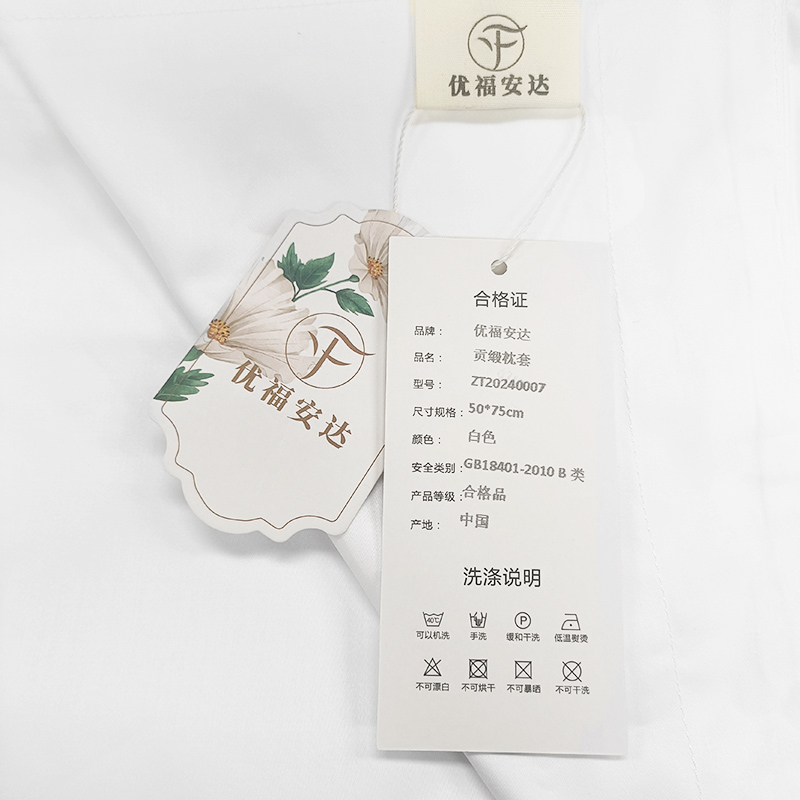 优福安达
优福安达
合格证
品牌： 优福安达
品名： 贡缎枕套
型号： ZT20240007
尺寸规格：50*75cm
颜色： 白色
安全类别：GB18401-2010 B 类
产品等级：合格品
产地： 中国
洗涤说明
40℃ P
可以机洗 手洗 缓和干洗 低温熨烫
不可漂白 不可烘干 不可暴晒 不可干洗